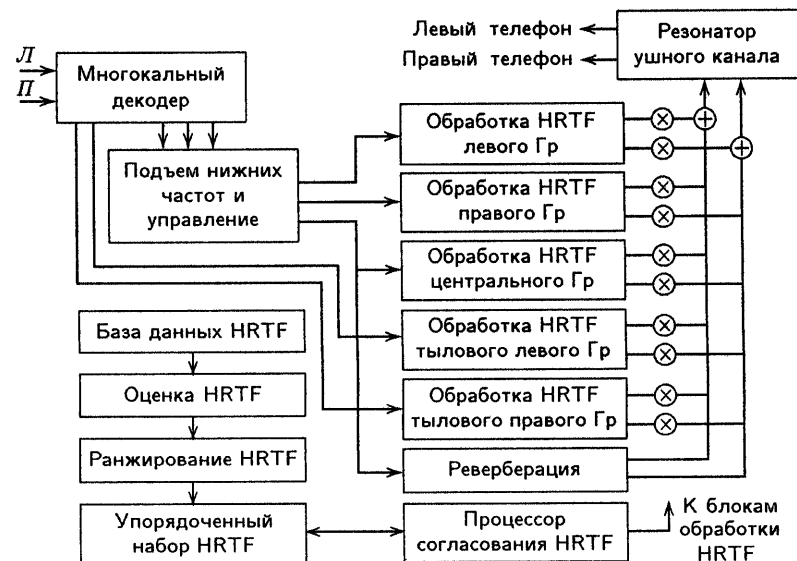 Л
П
Многокальный
декодер
Левый телефон
Правый телефон
Резонатор
ушного канала
Подъем нижних
частот и
управление
Обработка HRTF
левого Гр
Обработка HRTF
правого Гр
Обработка HRTF
центрального Гр
Обработка HRTF
тылового левого Гр
Обработка HRTF
тылового правого Гр
Реверберация
База данных HRTF
Оценка HRTF
Ранжирование HRTF
Упорядоченный
набор HRTF
Процессор
согласования HRTF
К блокам
обработки
HRTF